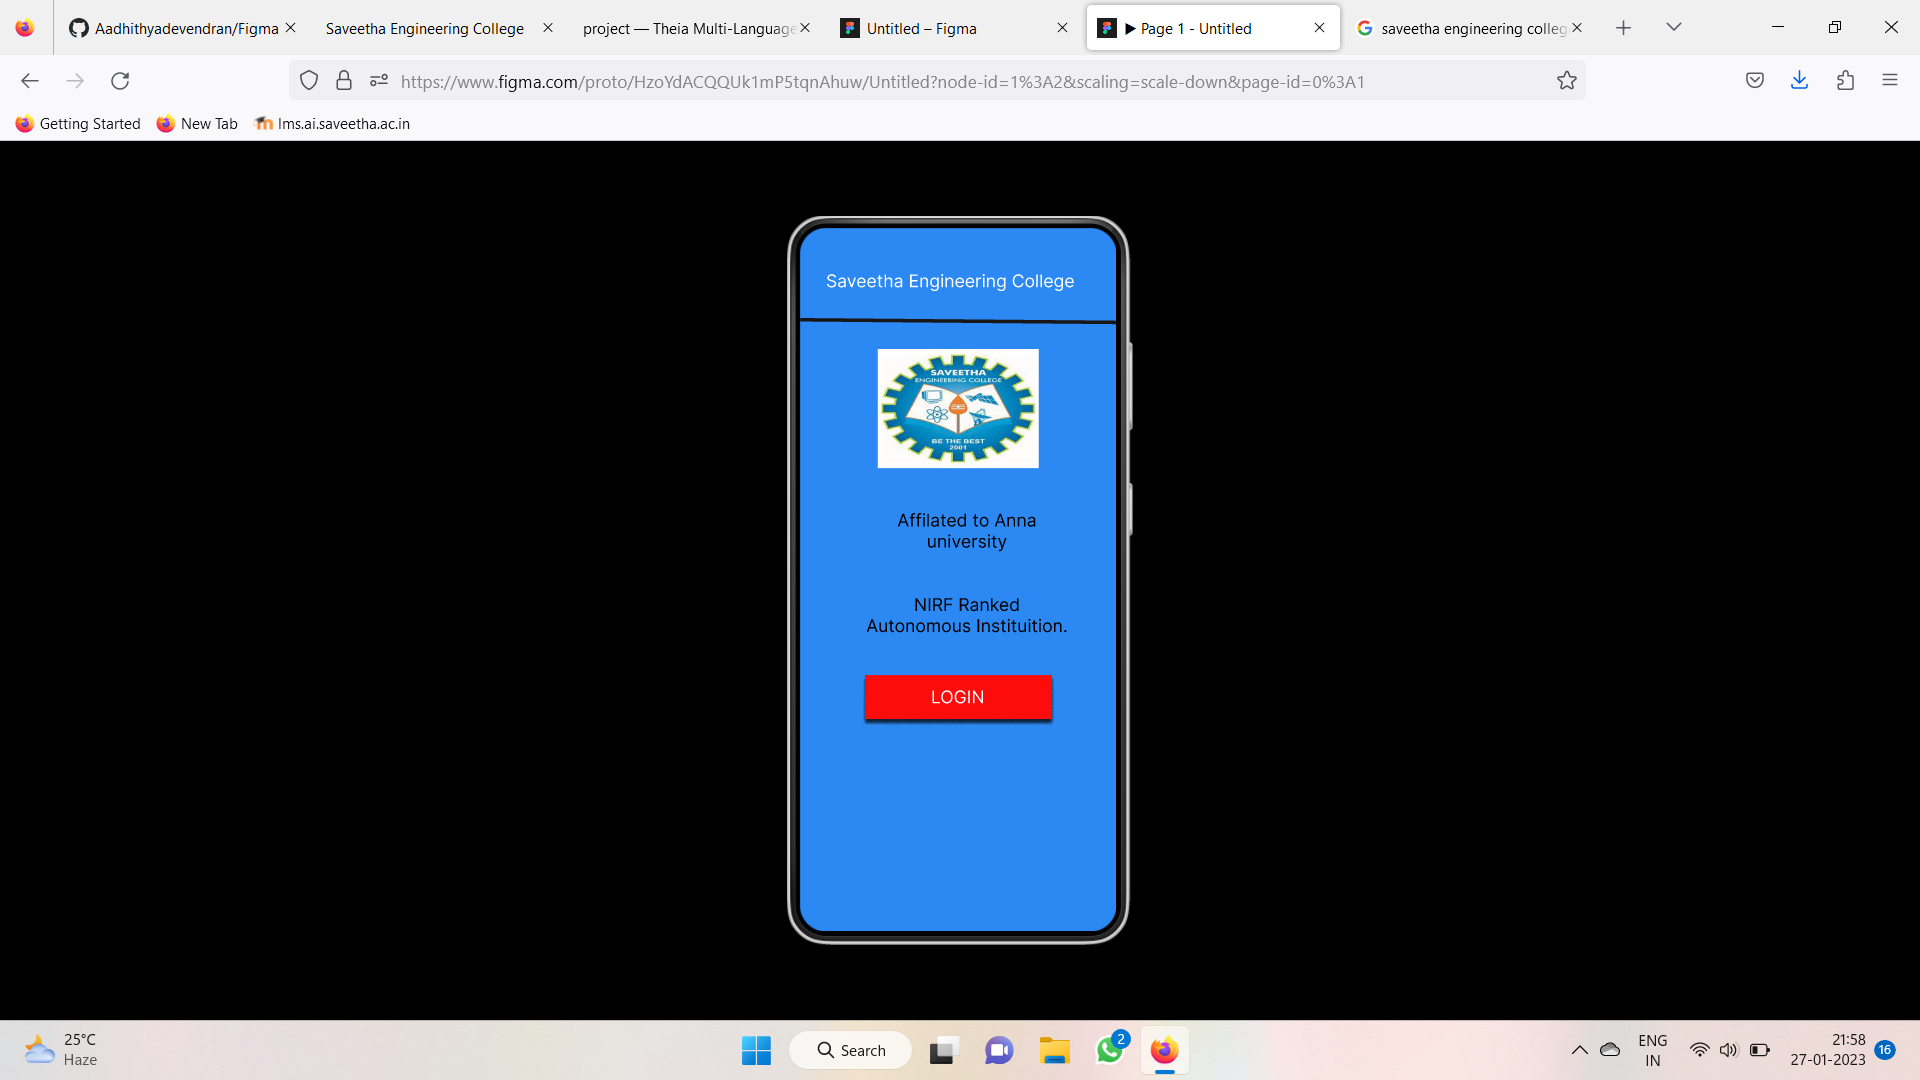 Aadhithyadevendran/Figma
Saveetha Engineering College
project — Theia Multi-Language
Untitled – Figma
▶ Page 1 - Untitled
saveetha engineering colleg
https://www.figma.com/proto/HzoYdACQQUk1mP5tqnAhuw/Untitled?node-id=1%3A2&scaling=scale-down&page-id=0%3A1
Getting Started
New Tab
lms.ai.saveetha.ac.in
Saveetha Engineering College
SAVEETHA
ENGINEERING COLLEGE
BE THE BEST
2001
Affilated to Anna
university
NIRF Ranked
Autonomous Instituition.
LOGIN
25°C
Haze
Search
2
ENG
IN
21:58
27-01-2023
16